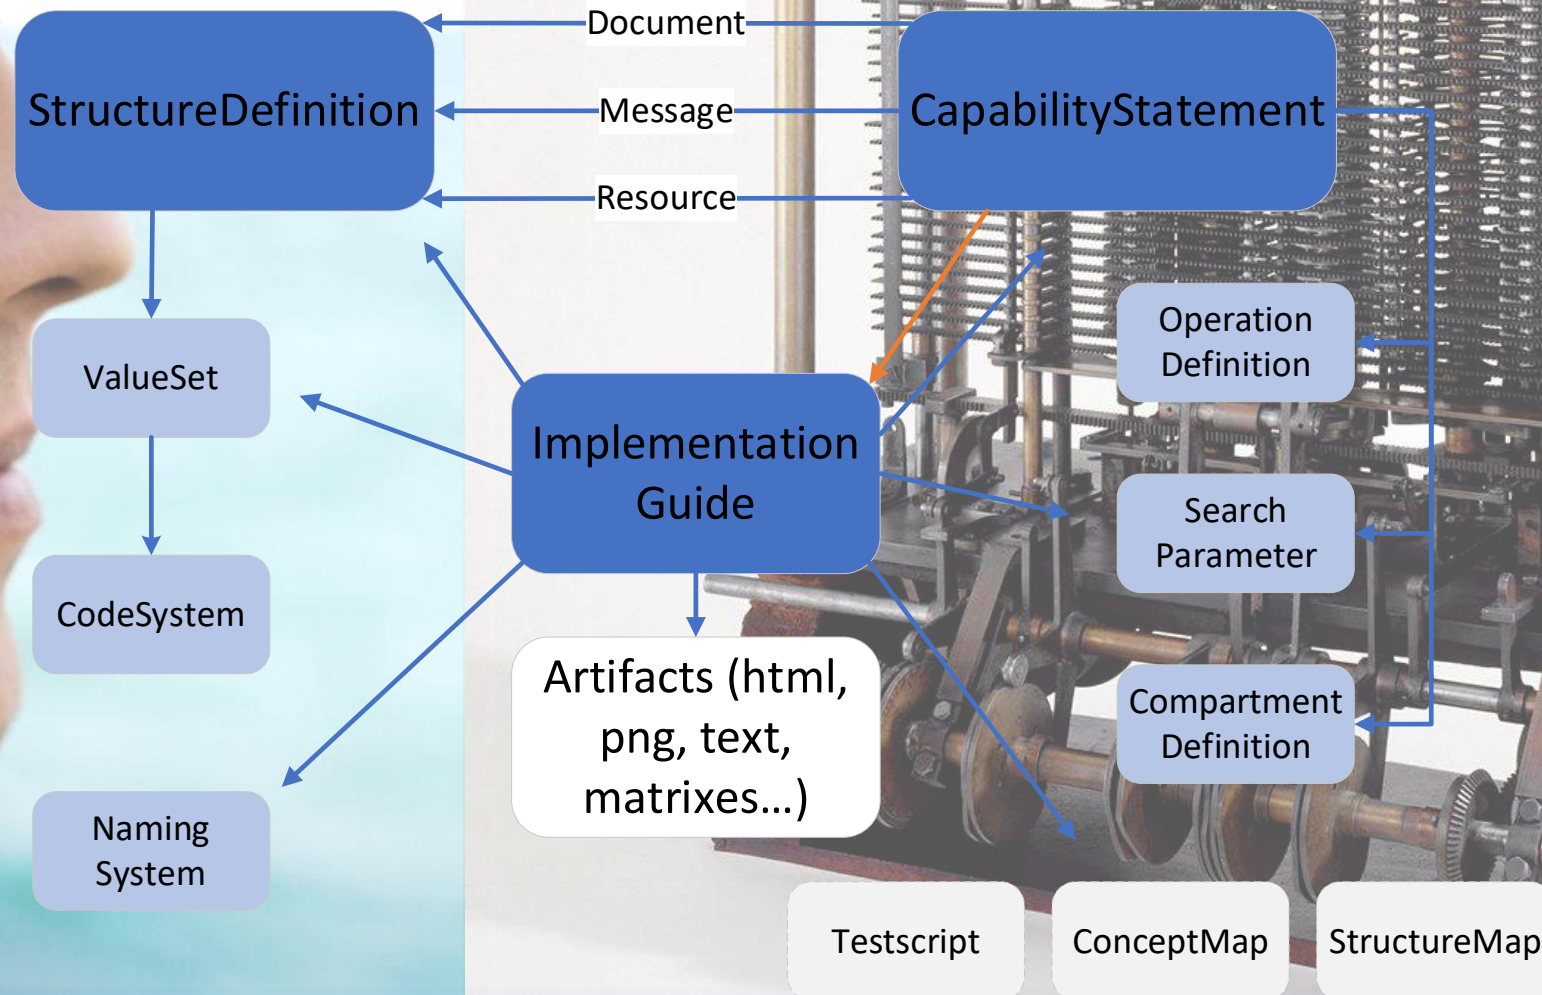 Document
StructureDefinition
Message
CapabilityStatement
Resource
Operation
Definition
ValueSet
Implementation
Guide
Search
Parameter
CodeSystem
Artifacts (html,
png, text,
matrixes...)
Compartment
Definition
Naming
System
Testscript
ConceptMap
StructureMap